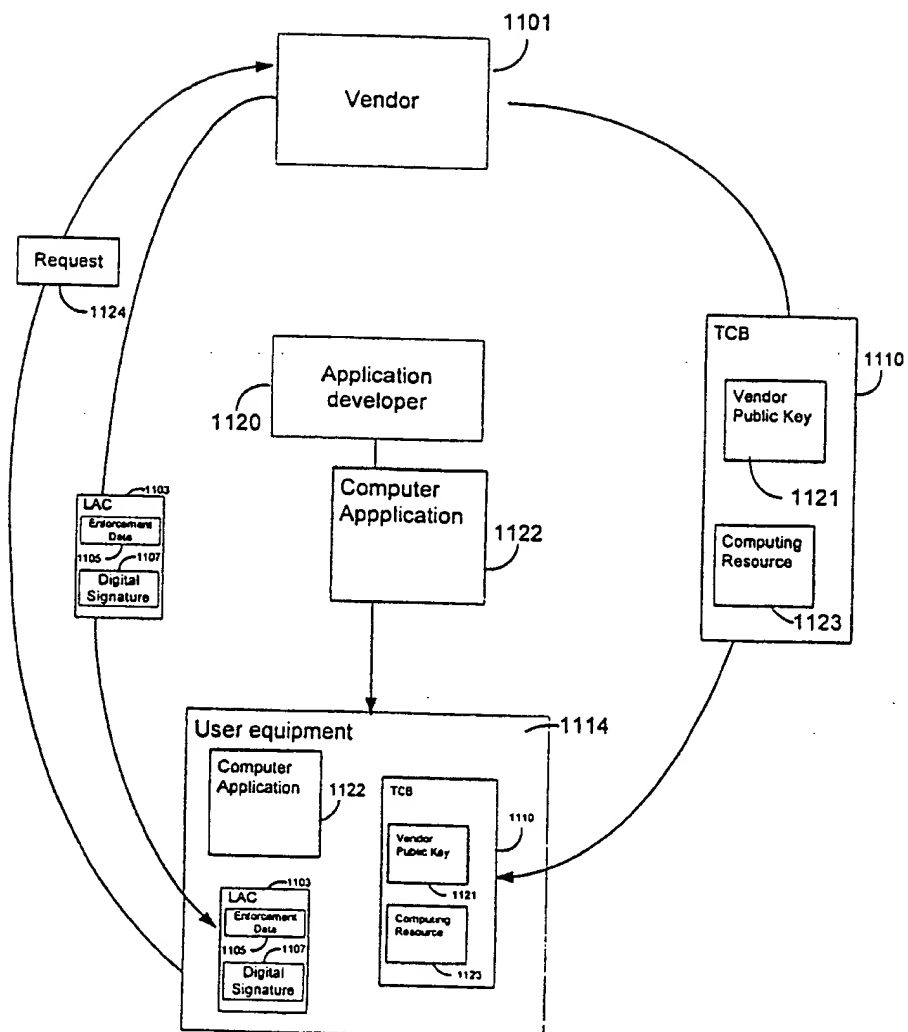 1101
Vendor
Request
1124
TCB
1110
Vendor
Public Key
1121
Computing
Resource
1123
Application
developer
1120
Computer
Appplication
1122
1103
LAC
Enforcement
Data
1105
1107
Digital
Signature
User equipment
1114
Computer
Application
1122
TCB
1110
Vendor
Public Key
1121
Computing
Resource
1123
1103
LAC
Enforcement
Data
1105
1107
Digital
Signature